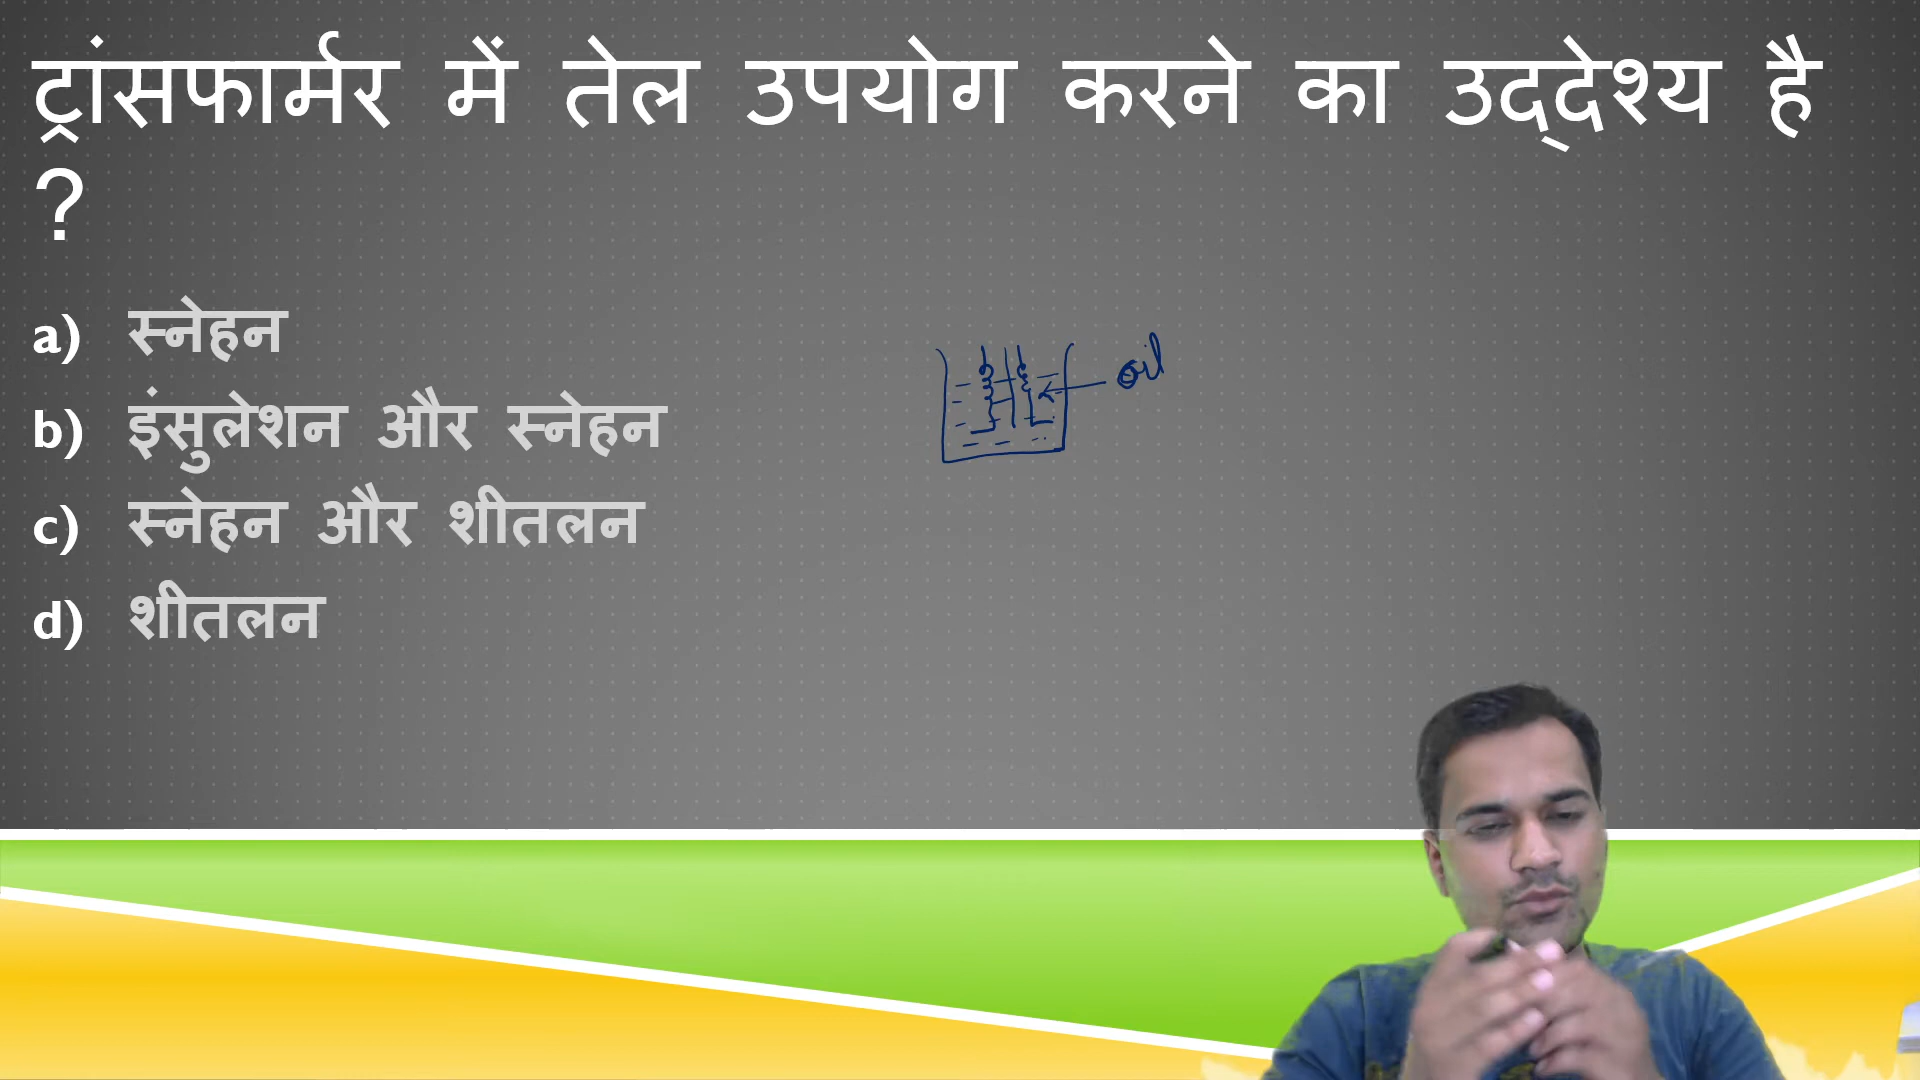 ट्रांसफार्मर में तेल उपयोग करने का उद्देश्य है
?
a) स्नेहन
b) इंसुलेशन और स्नेहन
c) स्नेहन और शीतलन
d) शीतलन
oil